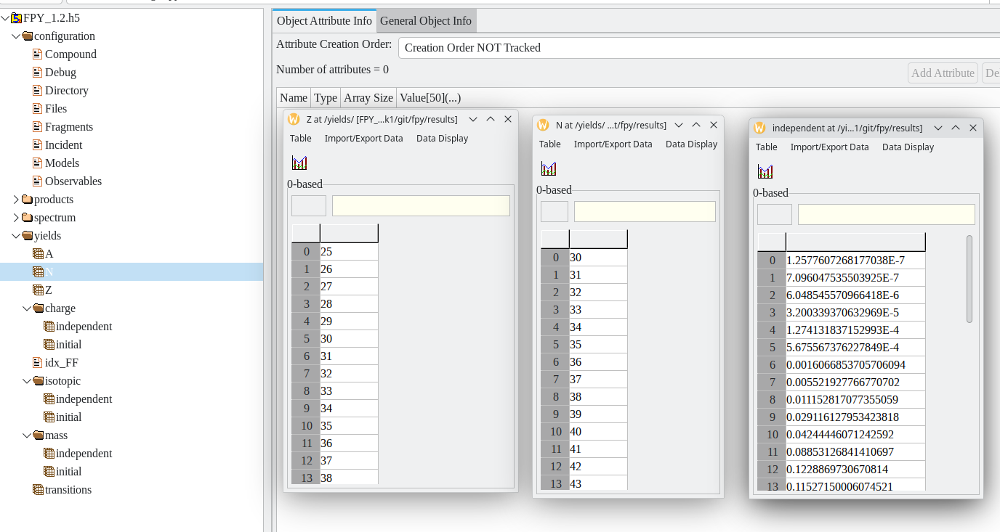 FPY_1.2.h5
configuration
Compound
Debug
Directory
Files
Fragments
Incident
Models
Observables
products
spectrum
yields
A
N
Z
charge
independent
initial
idx_FF
isotopic
independent
initial
mass
independent
initial
transitions
Object Attribute Info General Object Info
Attribute Creation Order: Creation Order NOT Tracked
Number of attributes = 0
Add Attribute
Name Type Array Size Value[50](...)
Z at /yields/ [FPY_...k1/git/fpy/results]
Table Import/Export Data Data Display
0-based
0 25
1 26
2 27
3 28
4 29
5 30
6 31
7 32
8 33
9 34
10 35
11 36
12 37
13 38
N at /yields/ ...t/fpy/results]
Table Import/Export Data Data Display
0-based
0 30
1 31
2 32
3 33
4 34
5 35
6 36
7 37
8 38
9 39
10 40
11 41
12 42
13 43
independent at /yi...1/git/fpy/results]
Table Import/Export Data Data Display
0-based
0 1.2577607268177038E-7
1 7.096047535503925E-7
2 6.048545570966418E-6
3 3.200339370632969E-5
4 1.274131837152993E-4
5 5.675567376227849E-4
6 0.0016066853705706094
7 0.005521927766770702
8 0.011152817077355059
9 0.029116127953423818
10 0.04244446071242592
11 0.08853126841410697
12 0.1228869730670814
13 0.11527150006074521